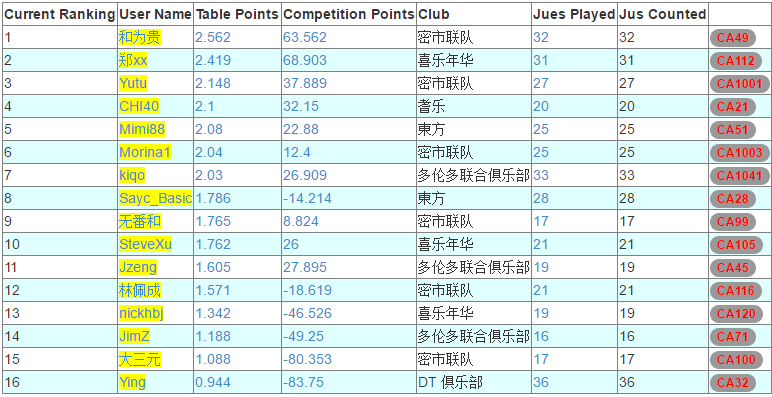 Current Ranking User Name Table Points Competition Points Club Jues Played Jus Counted
1 和为贵 2.562 63.562 密市联队 32 32 CA49
2 郑xx 2.419 68.903 喜乐年华 31 31 CA112
3 Yutu 2.148 37.889 密市联队 27 27 CA1001
4 CHI40 2.1 32.15 耆乐 20 20 CA21
5 Mimi88 2.08 22.88 東方 25 25 CA51
6 Morina1 2.04 12.4 密市联队 25 25 CA1003
7 kiqo 2.03 26.909 多伦多联合俱乐部 33 33 CA1041
8 Sayc_Basic 1.786 -14.214 東方 28 28 CA28
9 无番和 1.765 8.824 密市联队 17 17 CA99
10 SteveXu 1.762 26 喜乐年华 21 21 CA105
11 Jzeng 1.605 27.895 多伦多联合俱乐部 19 19 CA45
12 林佩成 1.571 -18.619 密市联队 21 21 CA116
13 nickhbj 1.342 -46.526 喜乐年华 19 19 CA120
14 JimZ 1.188 -49.25 多伦多联合俱乐部 16 16 CA71
15 大三元 1.088 -80.353 密市联队 17 17 CA100
16 Ying 0.944 -83.75 DT 俱乐部 36 36 CA32